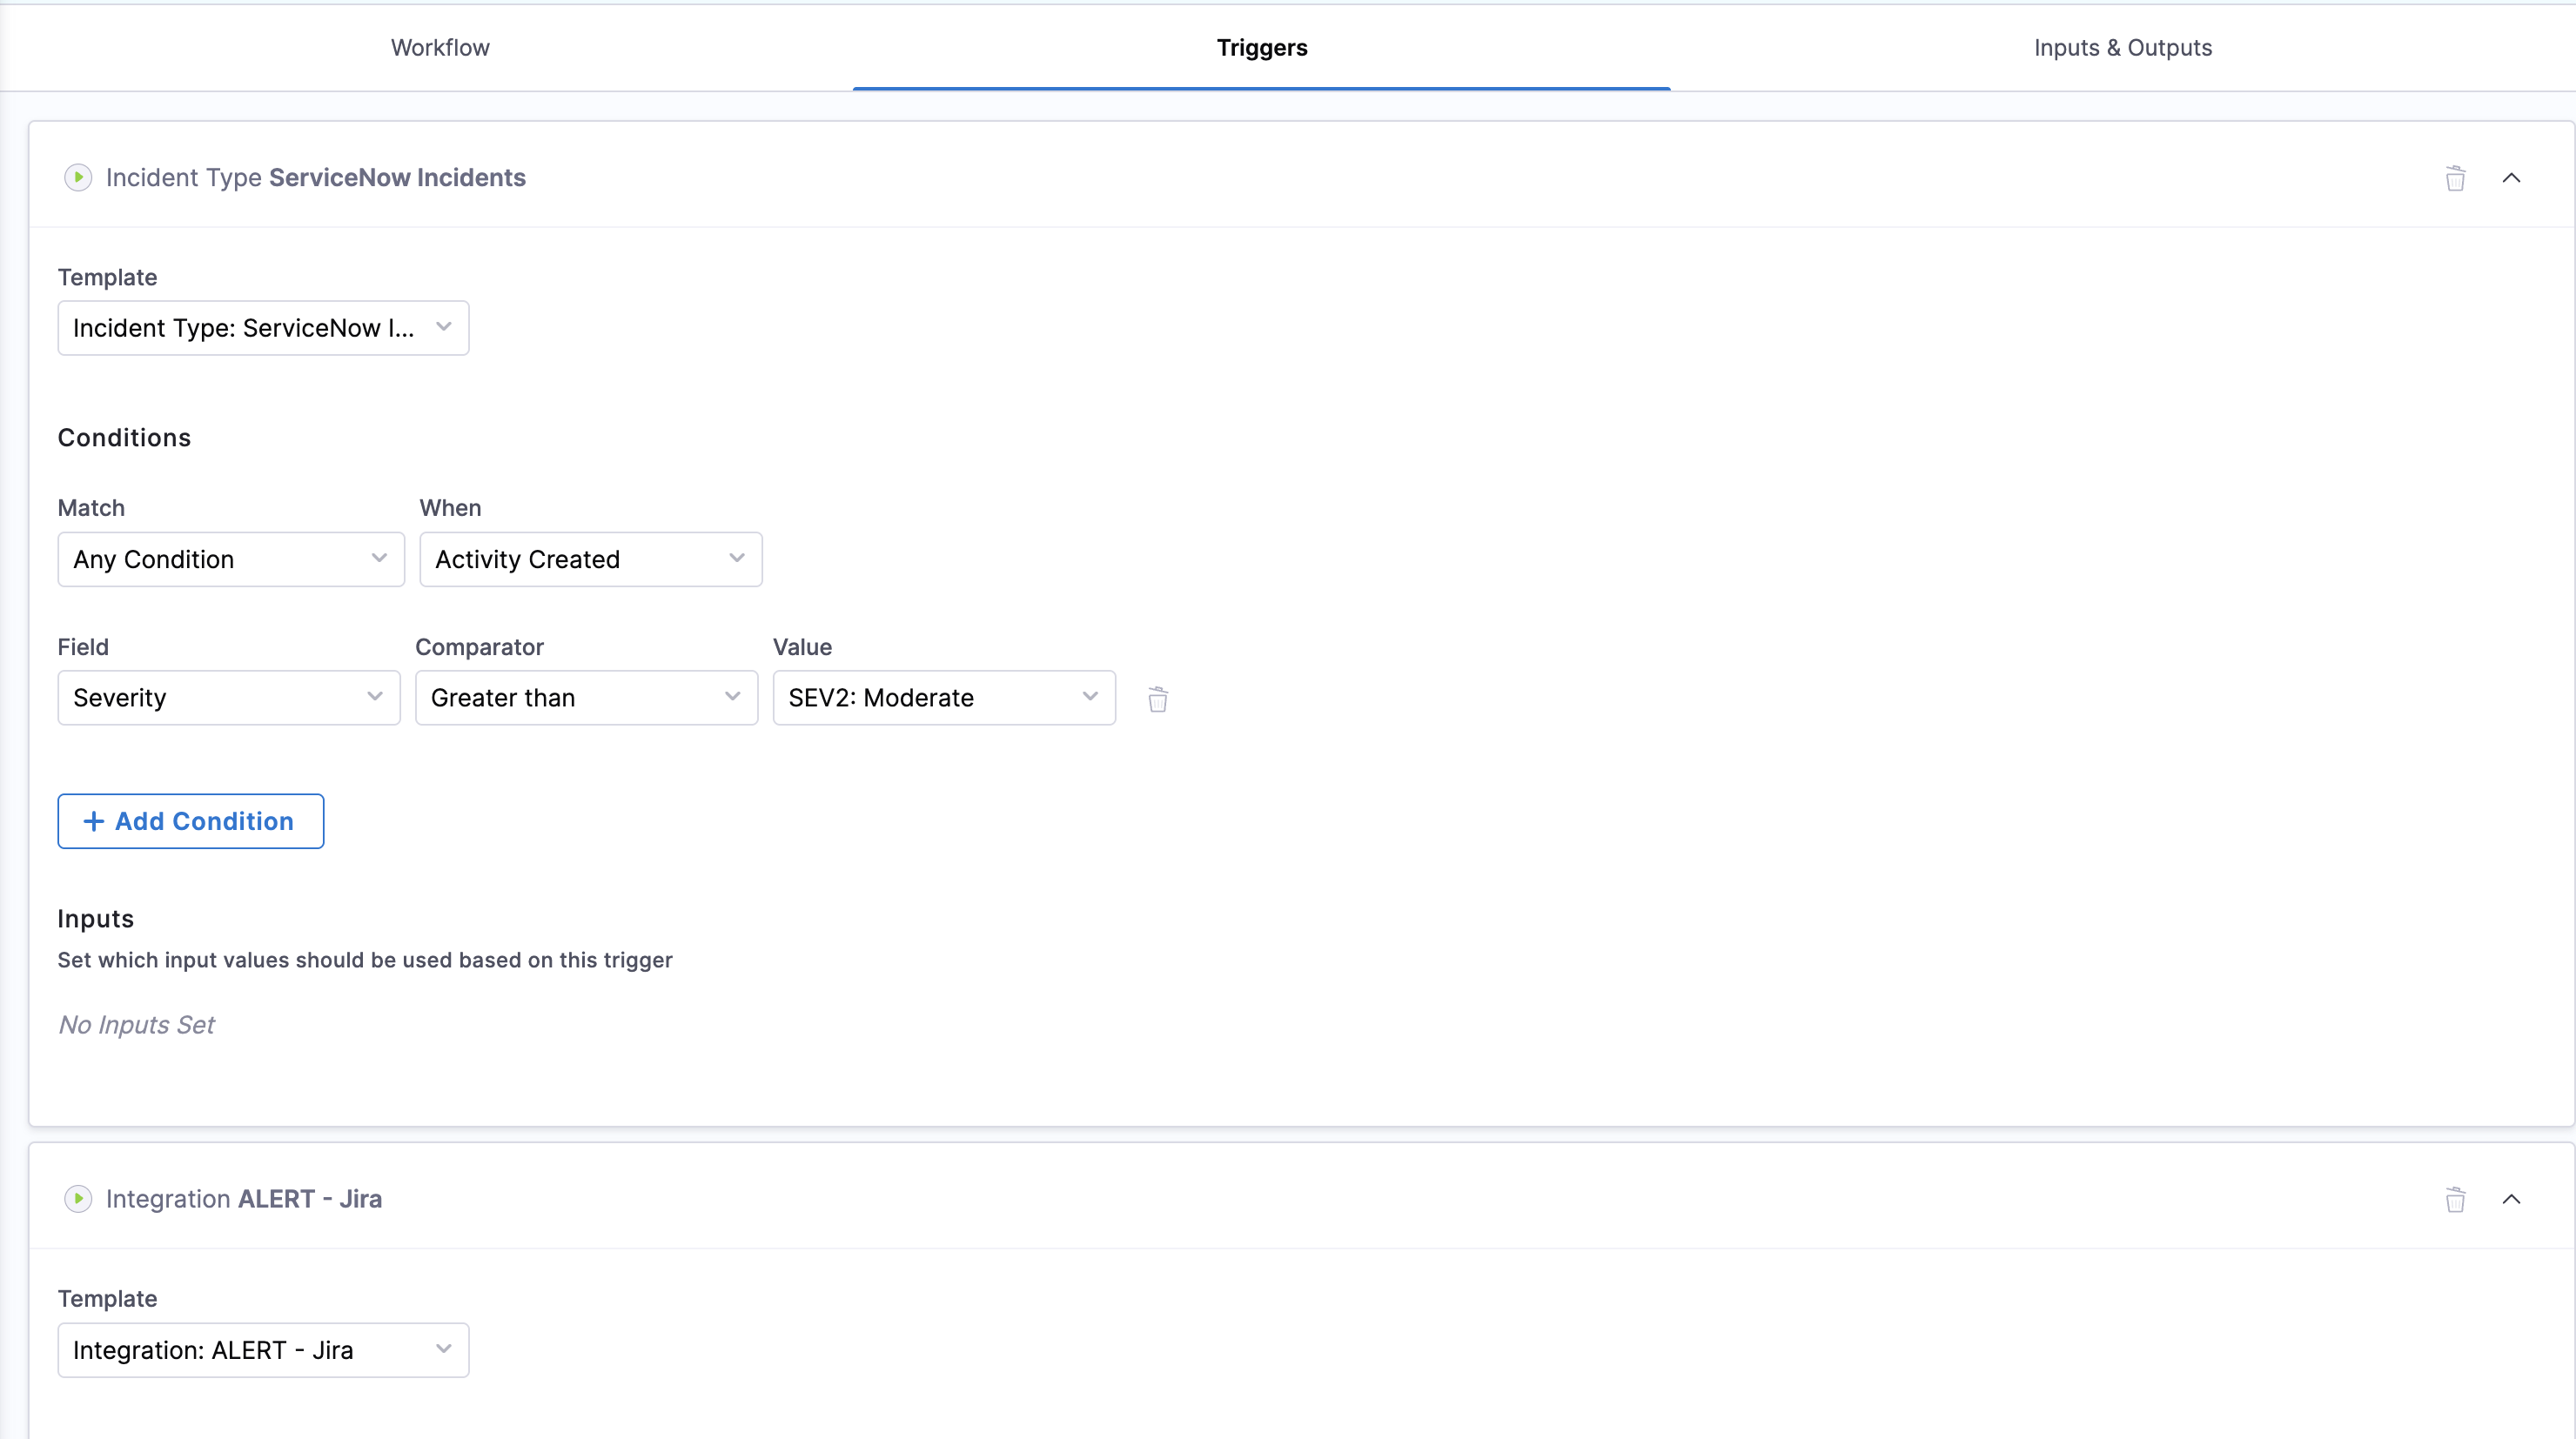 Workflow Triggers Inputs & Outputs
Incident Type ServiceNow Incidents
Template
Incident Type: ServiceNow I...
Conditions
Match When
Any Condition Activity Created
Field Comparator Value
Severity Greater than SEV2: Moderate
+ Add Condition
Inputs
Set which input values should be used based on this trigger
No Inputs Set
Integration ALERT - Jira
Template
Integration: ALERT - Jira